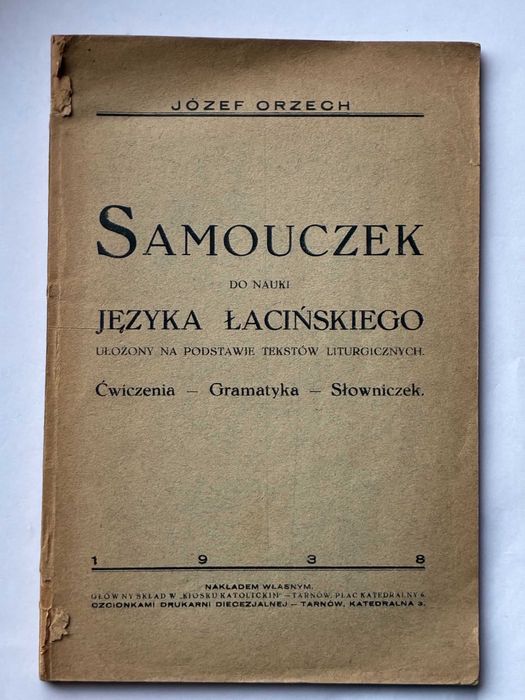 JÓZEF ORZECH
SAMOUCZEK
DO NAUKI
JĘZYKA ŁACIŃSKIEGO
UŁOŻONY NA PODSTAWIE TEKSTÓW LITURGICZNYCH.
Ćwiczenia — Gramatyka — Słowniczek.
1 9 3 8
NAKŁADEM WŁASNYM.
GŁÓWNY SKŁAD W „KIOSKU KATOLICKIM" — TARNÓW, PLAC KATEDRALNY 6.
OZCIONKAMI DRUKARNI DIECEZJALNEJ — TARNÓW, KATEDRALNA 3.